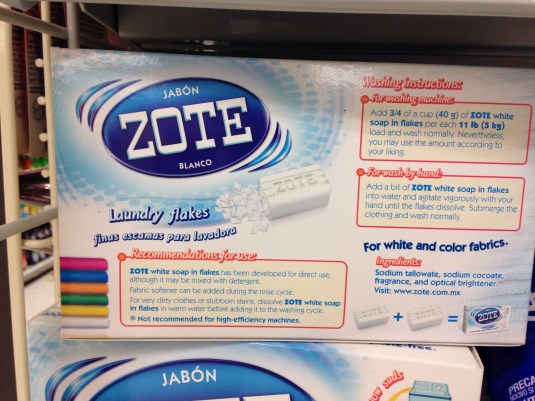 JABÓN
ZOTE
BLANCO
ZOTE
Laundry flakes
finas escamas para lavadora
Recommendations for use:
ZOTE white soap in flakes has been developed for direct use,
although it may be mixed with detergent.
Fabric softener can be added during the rinse cycle.
For very dirty clothes or stubborn stains, dissolve ZOTE white soap
in flakes in warm water before adding it to the washing cycle.
Not recommended for high-efficiency machines.
Washing instructions:
For washing machine:
Add 3/4 of a cup (40 g) of ZOTE white
soap in flakes per each 11 lb (5 kg)
load and wash normally. Nevertheless,
you may use the amount according to
your liking.
For wash by hand:
Add a bit of ZOTE white soap in flakes
into water and agitate vigorously with your
hand until the flakes dissolve. Submerge the
clothing and wash normally.
For white and color fabrics.
Ingredients:
Sodium tallowate, sodium cocoate,
fragrance, and optical brightener
Visit: www.zote.com.mx
+ =
ZOTE
JABÓN
suds